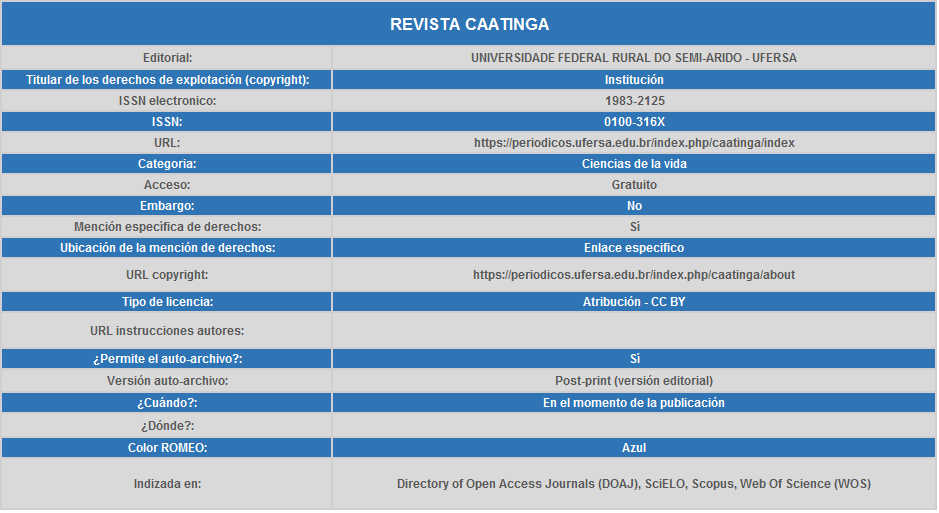 REVISTA CAATINGA
Editorial: UNIVERSIDADE FEDERAL RURAL DO SEMI-ARIDO - UFERSA
Titular de los derechos de explotación (copyright): Institución
ISSN electronico: 1983-2125
ISSN: 0100-316X
URL: https://periodicos.ufersa.edu.br/index.php/caatinga/index
Categoria: Ciencias de la vida
Acceso: Gratuito
Embargo: No
Mención específica de derechos: Sí
Ubicación de la mención de derechos: Enlace especifico
URL copyright: https://periodicos.ufersa.edu.br/index.php/caatinga/about
Tipo de licencia: Atribución - CC BY
URL instrucciones autores:
¿Permite el auto-archivo?: Sí
Versión auto-archivo: Post-print (versión editorial)
¿Cuándo?: En el momento de la publicación
¿Dónde?:
Color ROMEO: Azul
Indizada en: Directory of Open Access Journals (DOAJ), SciELO, Scopus, Web Of Science (WOS)